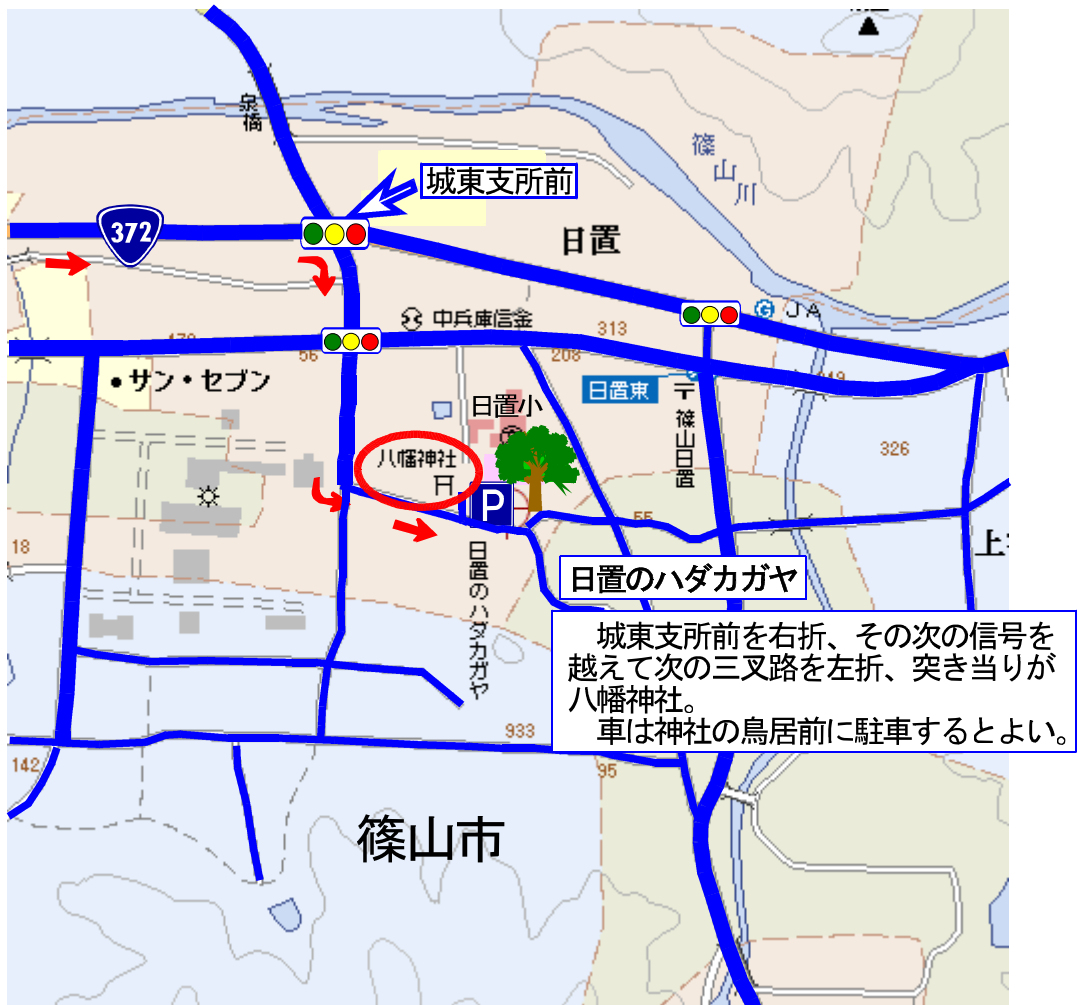 泉橋
篠山川
城東支所前
372
日置
JA
中兵庫信金
313
56
208
サン・セブン
日置小
日置東
篠山日置
326
八幡神社
P
55
18
日置のハダカガヤ
日置のハダカガヤ
城東支所前を右折、その次の信号を
越えて次の三叉路を左折、突き当りが
八幡神社。
車は神社の鳥居前に駐車するとよい。
933
142
95
篠山市